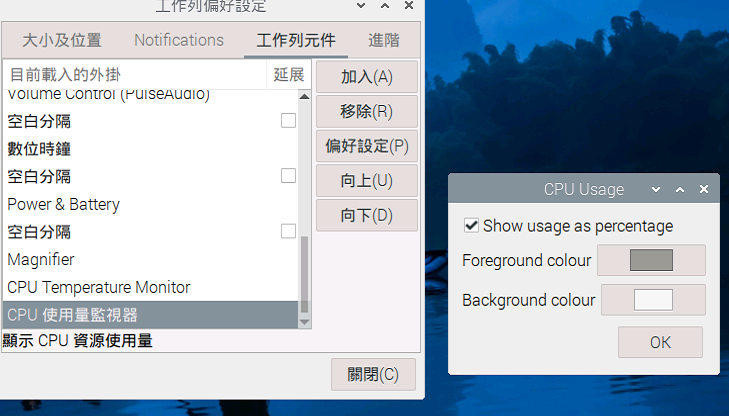 工作列偏好設定
大小及位置 Notifications 工作列元件 進階
目前載入的外掛 延展
Volume Control (PulseAudio)
空白分隔
數位時鐘
空白分隔
Power & Battery
空白分隔
Magnifier
CPU Temperature Monitor
CPU 使用量監視器
顯示 CPU 資源使用量
加入(A)
移除(R)
偏好設定(P)
向上(U)
向下(D)
關閉(C)
CPU Usage
Show usage as percentage
Foreground colour
Background colour
OK